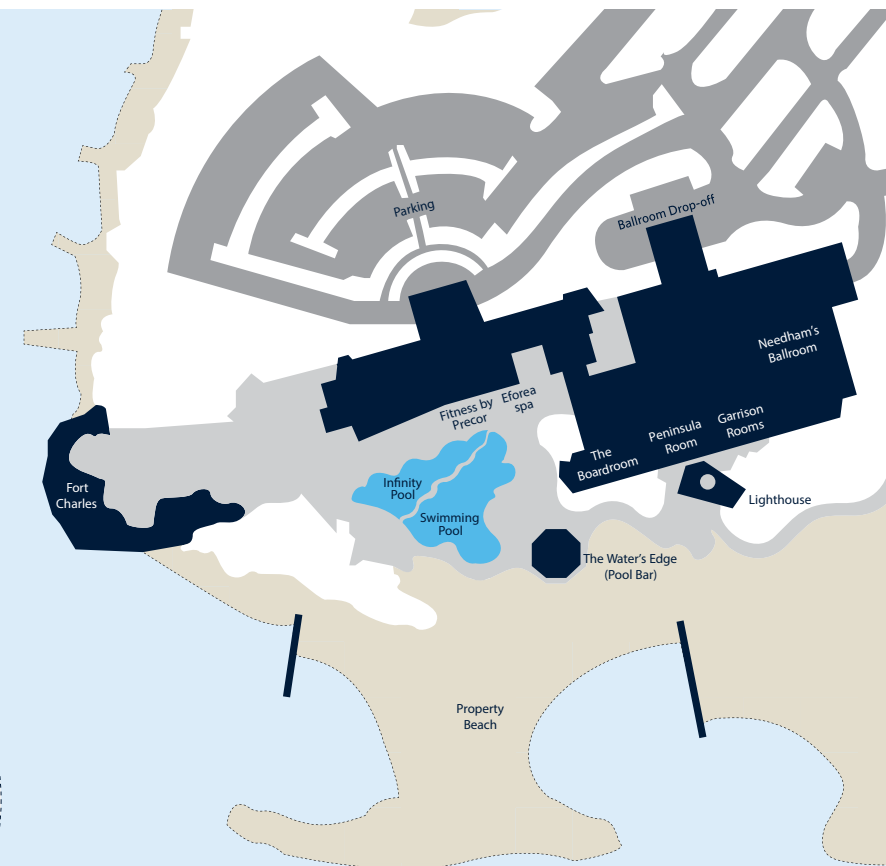 Parking
Ballroom Drop-off
Needham's
Ballroom
Eforea
spa
Fitness by
Precor
Garrison
Rooms
Peninsula
Room
The
Boardroom
Infinity
Pool
Fort
Charles
Lighthouse
Swimming
Pool
The Water's Edge
(Pool Bar)
Property
Beach